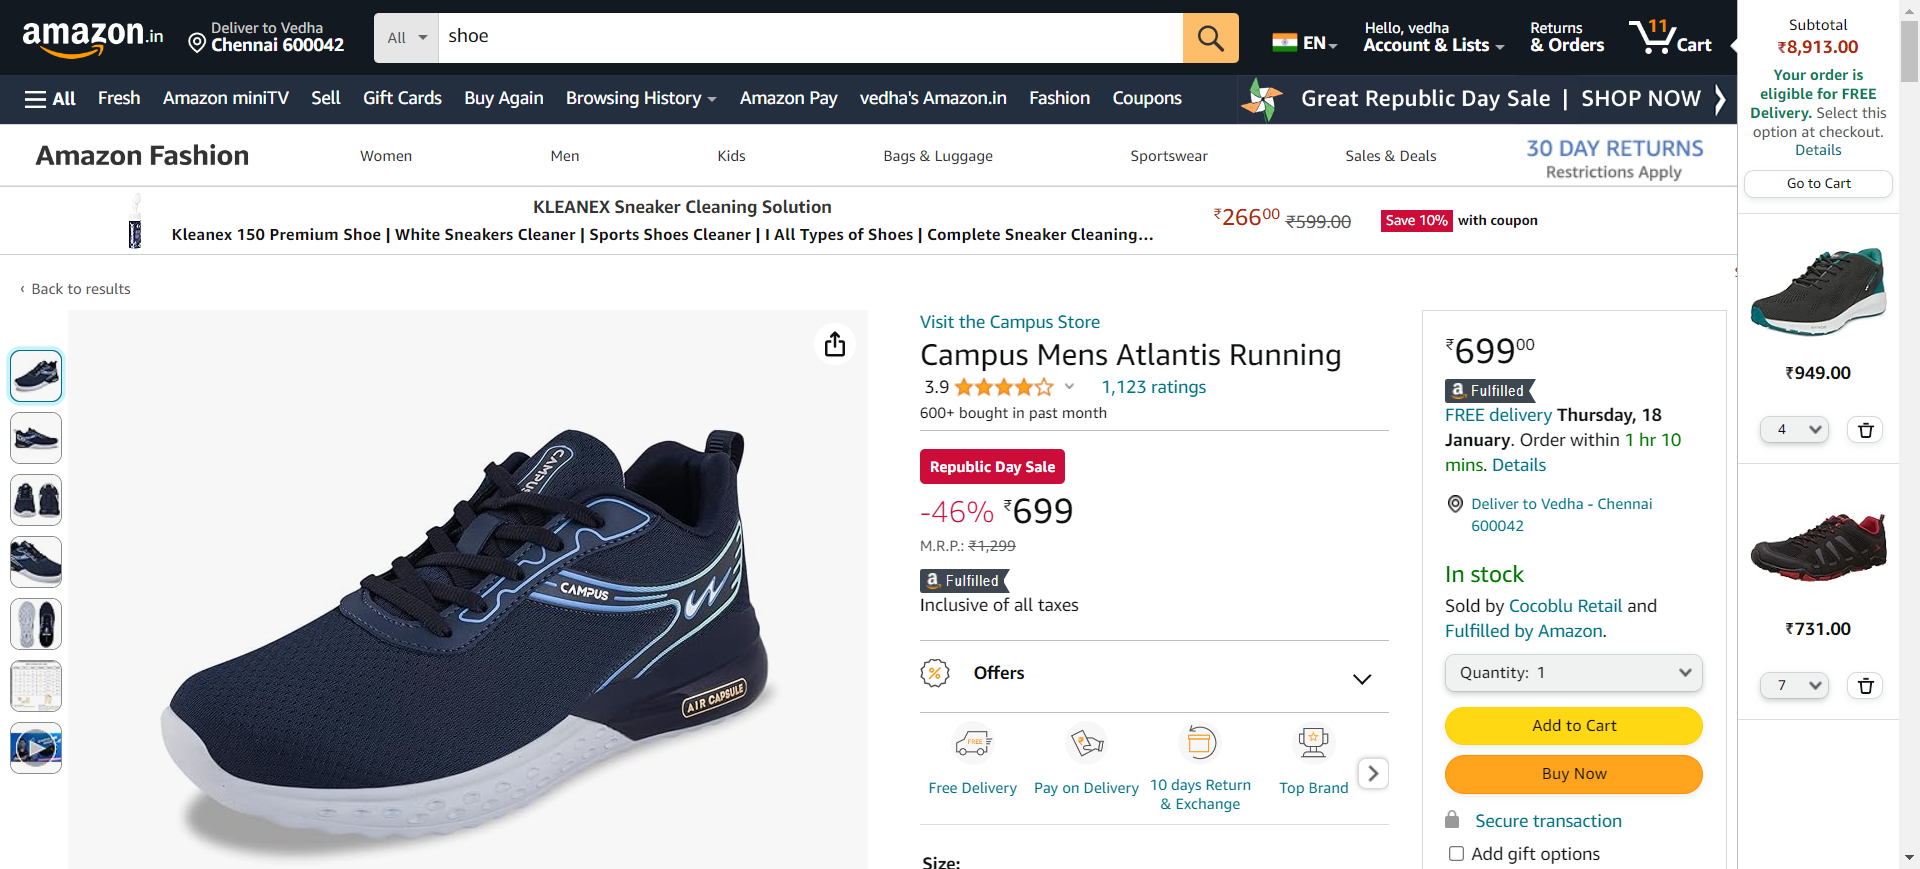 amazon.in
Deliver to Vedha
Chennai 600042
All
shoe
EN
Hello, vedha
Account & Lists
Returns
& Orders
11
Cart
All
Fresh
Amazon miniTV
Sell
Gift Cards
Buy Again
Browsing History
Amazon Pay
vedha's Amazon.in
Fashion
Coupons
Great Republic Day Sale | SHOP NOW
Amazon Fashion
Women
Men
Kids
Bags & Luggage
Sportswear
Sales & Deals
30 DAY RETURNS
Restrictions Apply
KLEANEX Sneaker Cleaning Solution
Kleanex 150 Premium Shoe | White Sneakers Cleaner | Sports Shoes Cleaner | I All Types of Shoes | Complete Sneaker Cleaning...
₹26600 ₹599.00
Save 10% with coupon
‹ Back to results
CAMPUS
CAMPUS
AIR CAPSULE
Visit the Campus Store
Campus Mens Atlantis Running
3.9
1,123 ratings
600+ bought in past month
Republic Day Sale
-46% ₹699
M.R.P.: ₹1,299
a Fulfilled
Inclusive of all taxes
Offers
FREE
Free Delivery
Pay on Delivery
10 days Return
& Exchange
Top Brand
Size:
₹69900
a Fulfilled
FREE delivery Thursday, 18
January. Order within 1 hr 10
mins. Details
Deliver to Vedha - Chennai
600042
In stock
Sold by Cocoblu Retail and
Fulfilled by Amazon.
Quantity: 1
Add to Cart
Buy Now
Secure transaction
Add gift options
Subtotal
₹8,913.00
Your order is
eligible for FREE
Delivery. Select this
option at checkout.
Details
Go to Cart
₹949.00
4
₹731.00
7